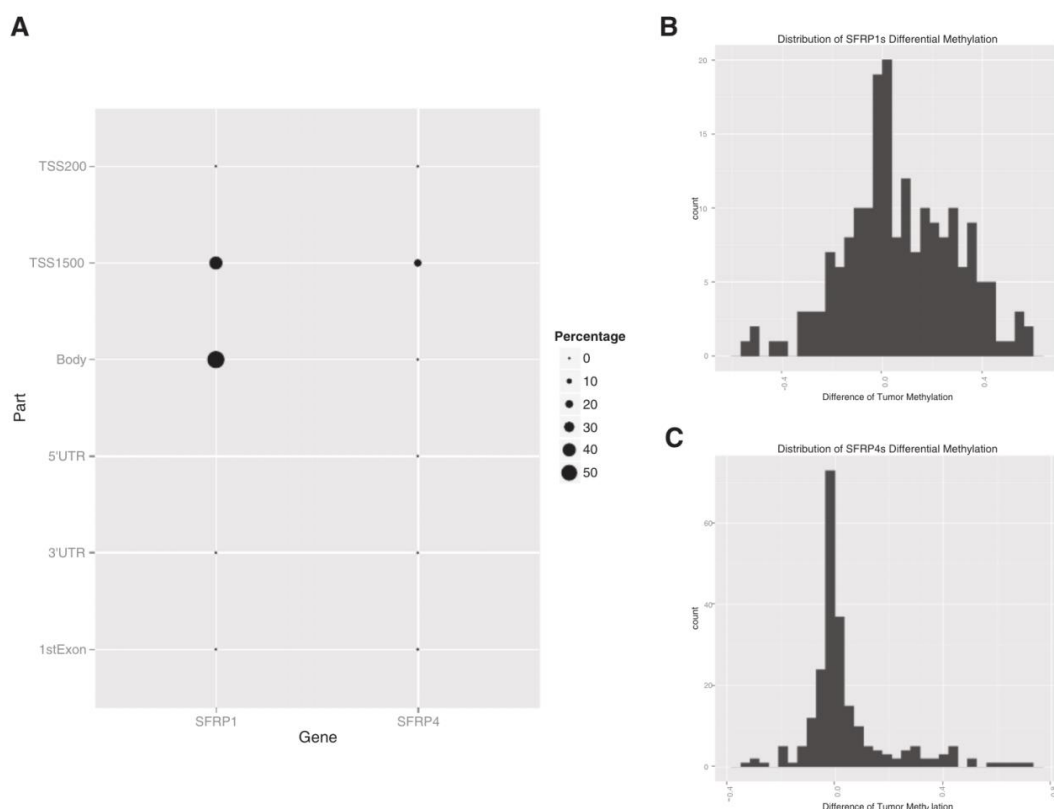 A
TSS200
TSS1500
Body
5'UTR
3'UTR
1stExon
Part
SFRP1
SFRP4
Gene
Percentage
0
10
20
30
40
50
B
Distribution of SFRP1s Differential Methylation
20
15
10
5
0
count
-0.4
0.0
0.4
Difference of Tumor Methylation
C
Distribution of SFRP4s Differential Methylation
60
40
20
0
count
-0.4
0.0
0.4
Difference of Tumor Methylation